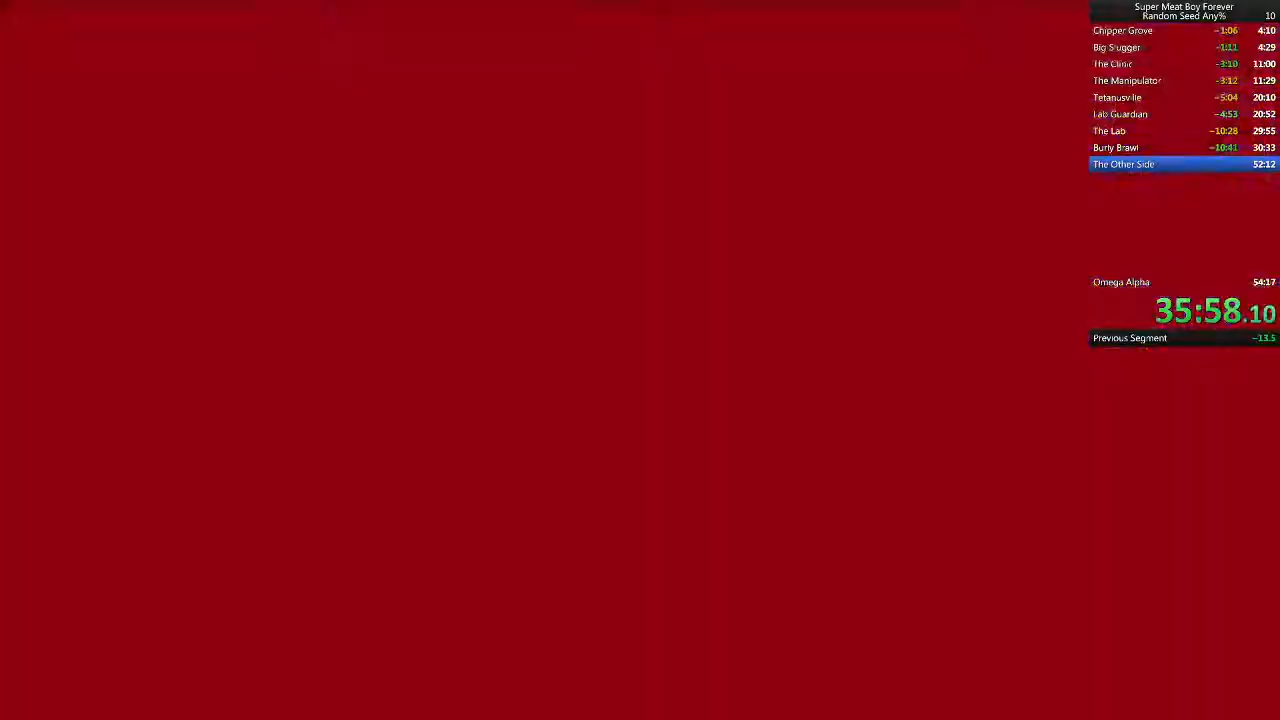 Super Meat Boy Forever
Random Seed Any% 10
Chipper Grove −1:06 4:10
Big Slugger −1:11 4:29
The Clinic −3:10 11:00
The Manipulator −3:12 11:29
Tetanusville −5:04 20:10
Lab Guardian −4:53 20:52
The Lab −10:28 29:55
Burly Brawl −10:41 30:33
The Other Side 52:12
Omega Alpha 54:17
35:58.10
Previous Segment −13.5